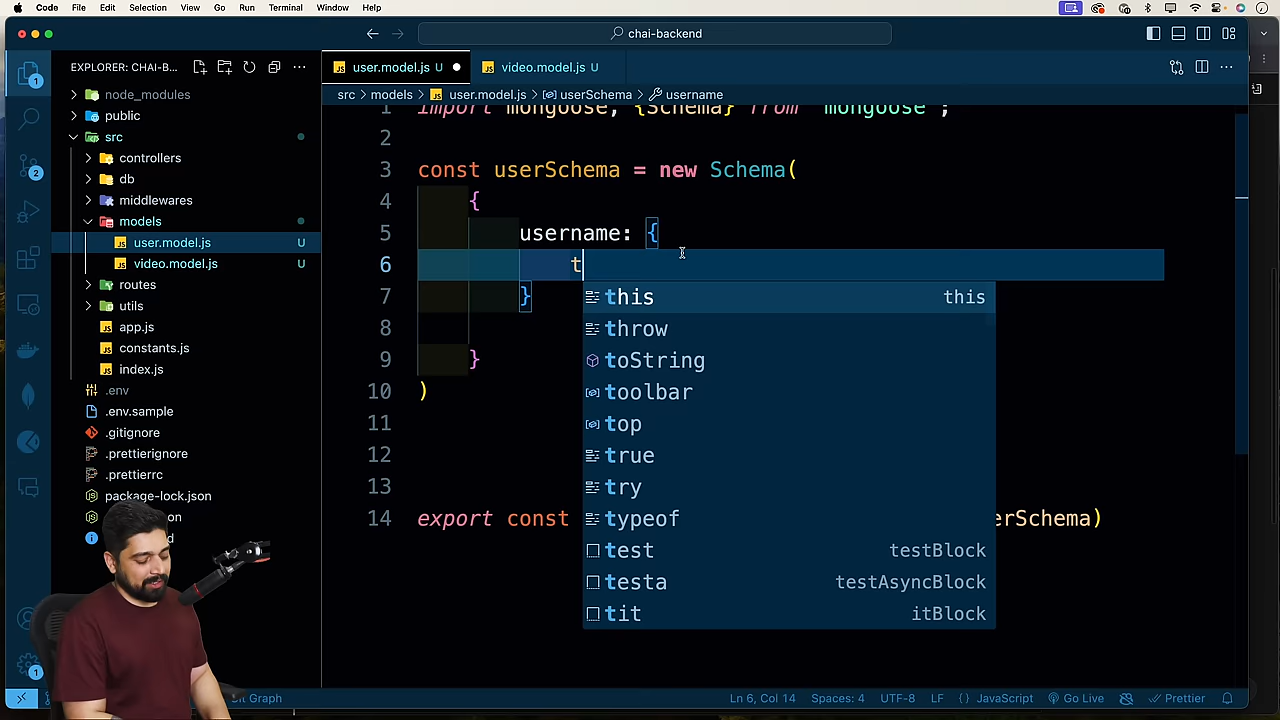 Code File Edit Selection View Go Run Terminal Window Help
chai-backend
EXPLORER: CHAI-B...
user.model.js U
video.model.js U
src models user.model.js userSchema username
node_modules
public
src
controllers
db
middlewares
models
user.model.js U
video.model.js U
routes
utils
app.js
constants.js
index.js
.env
.env.sample
.gitignore
.prettierignore
.prettierrc
package-lock.json
1 import mongoose, {Schema} from "mongoose";
2
3 const userSchema = new Schema(
4 {
5 username: {
6 t
7 }
8
9 }
10 )
11
12
13
14 export const erSchema)
this this
throw
toString
toolbar
top
true
try
typeof
test testBlock
testa testAsyncBlock
tit itBlock
1
2
1
Git Graph
Ln 6, Col 14 Spaces: 4 UTF-8 LF {} JavaScript Go Live Prettier